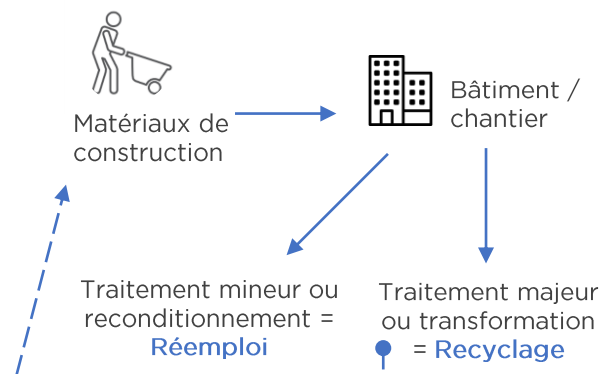 Matériaux de
construction
Bâtiment /
chantier
Traitement mineur ou
reconditionnement =
Réemploi
Traitement majeur
ou transformation
= Recyclage